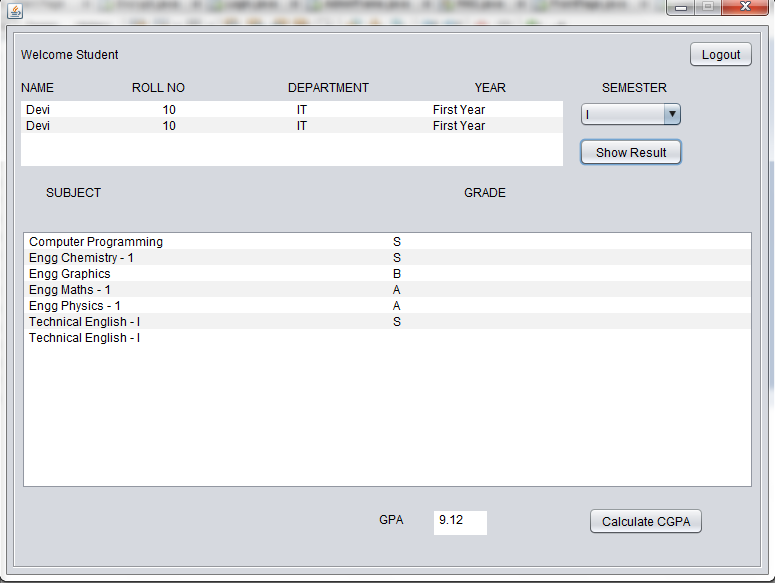 Welcome Student
Logout
NAME ROLL NO DEPARTMENT YEAR SEMESTER
Devi 10 IT First Year
Devi 10 IT First Year
I
Show Result
SUBJECT GRADE
Computer Programming S
Engg Chemistry - 1 S
Engg Graphics B
Engg Maths - 1 A
Engg Physics - 1 A
Technical English - I S
Technical English - I
GPA 9.12 Calculate CGPA